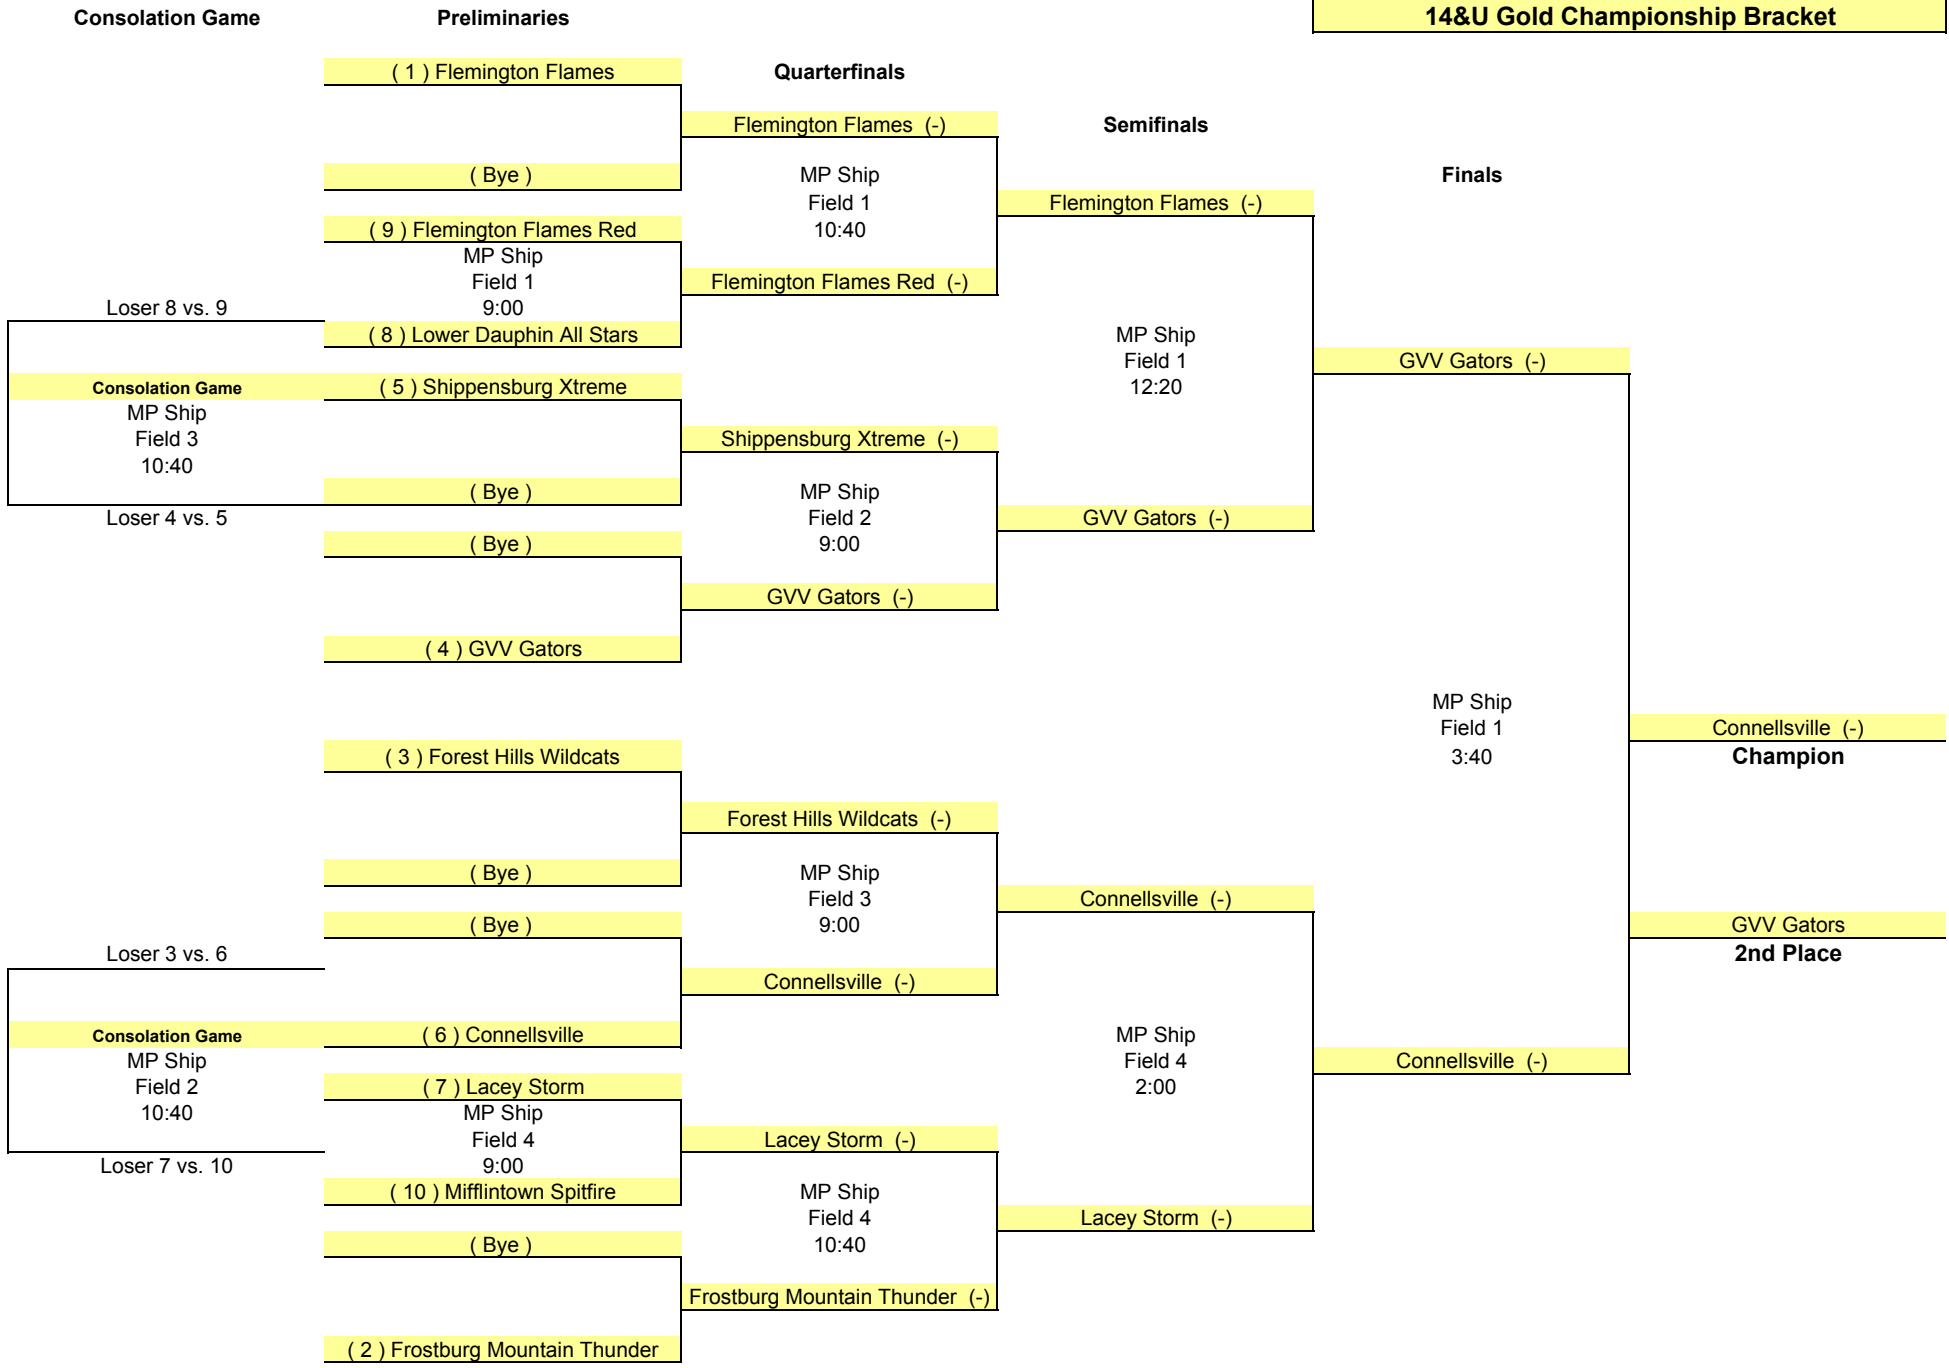 Consolation Game
Preliminaries
14&U Gold Championship Bracket
( 1 ) Flemington Flames
Quarterfinals
Flemington Flames (-)
Semifinals
( Bye )
MP Ship
Finals
Field 1
Flemington Flames (-)
( 9 ) Flemington Flames Red
10:40
MP Ship
Field 1
Flemington Flames Red (-)
Loser 8 vs. 9
9:00
( 8 ) Lower Dauphin All Stars
MP Ship
Field 1
GVV Gators (-)
Consolation Game
( 5 ) Shippensburg Xtreme
12:20
MP Ship
Field 3
Shippensburg Xtreme (-)
10:40
( Bye )
MP Ship
Loser 4 vs. 5
Field 2
GVV Gators (-)
( Bye )
9:00
GVV Gators (-)
( 4 ) GVV Gators
MP Ship
Field 1
Connellsville (-)
( 3 ) Forest Hills Wildcats
3:40
Champion
Forest Hills Wildcats (-)
( Bye )
MP Ship
Field 3
Connellsville (-)
( Bye )
9:00
GVV Gators
Loser 3 vs. 6
2nd Place
Connellsville (-)
Consolation Game
( 6 ) Connellsville
MP Ship
MP Ship
Field 4
Connellsville (-)
Field 2
( 7 ) Lacey Storm
2:00
10:40
MP Ship
Field 4
Lacey Storm (-)
Loser 7 vs. 10
9:00
( 10 ) Mifflintown Spitfire
MP Ship
Field 4
Lacey Storm (-)
( Bye )
10:40
Frostburg Mountain Thunder (-)
( 2 ) Frostburg Mountain Thunder